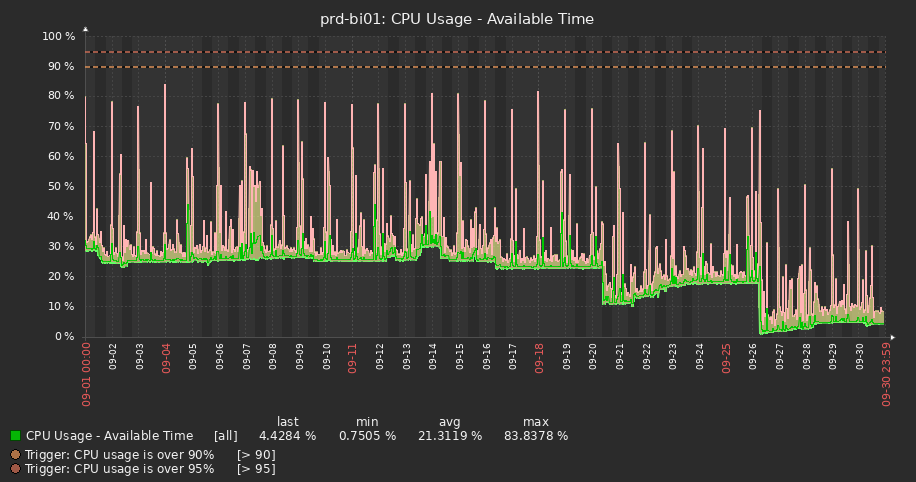 prd-bi01: CPU Usage - Available Time
100 %
90 %
80 %
70 %
60 %
50 %
40 %
30 %
20 %
10 %
0 %
09-01 00:00 09-02 09-03 09-04 09-05 09-06 09-07 09-08 09-09 09-10 09-11 09-12 09-13 09-14 09-15 09-16 09-17 09-18 09-19 09-20 09-21 09-22 09-23 09-24 09-25 09-26 09-27 09-28 09-29 09-30 09-30 23:59
last min avg max
CPU Usage - Available Time [all] 4.4284 % 0.7505 % 21.3119 % 83.8378 %
Trigger: CPU usage is over 90% [> 90]
Trigger: CPU usage is over 95% [> 95]